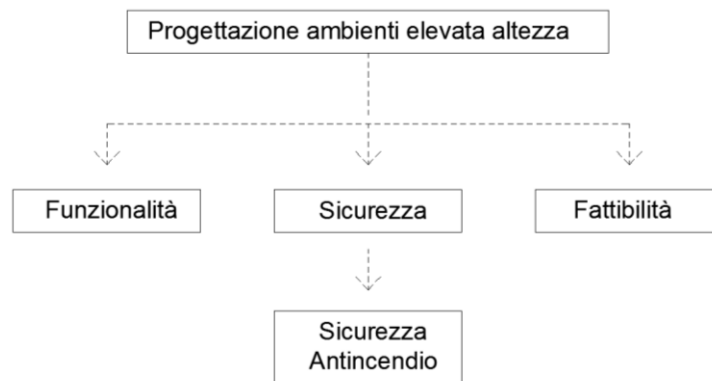 Progettazione ambienti elevata altezza
Funzionalità
Sicurezza
Fattibilità
Sicurezza
Antincendio